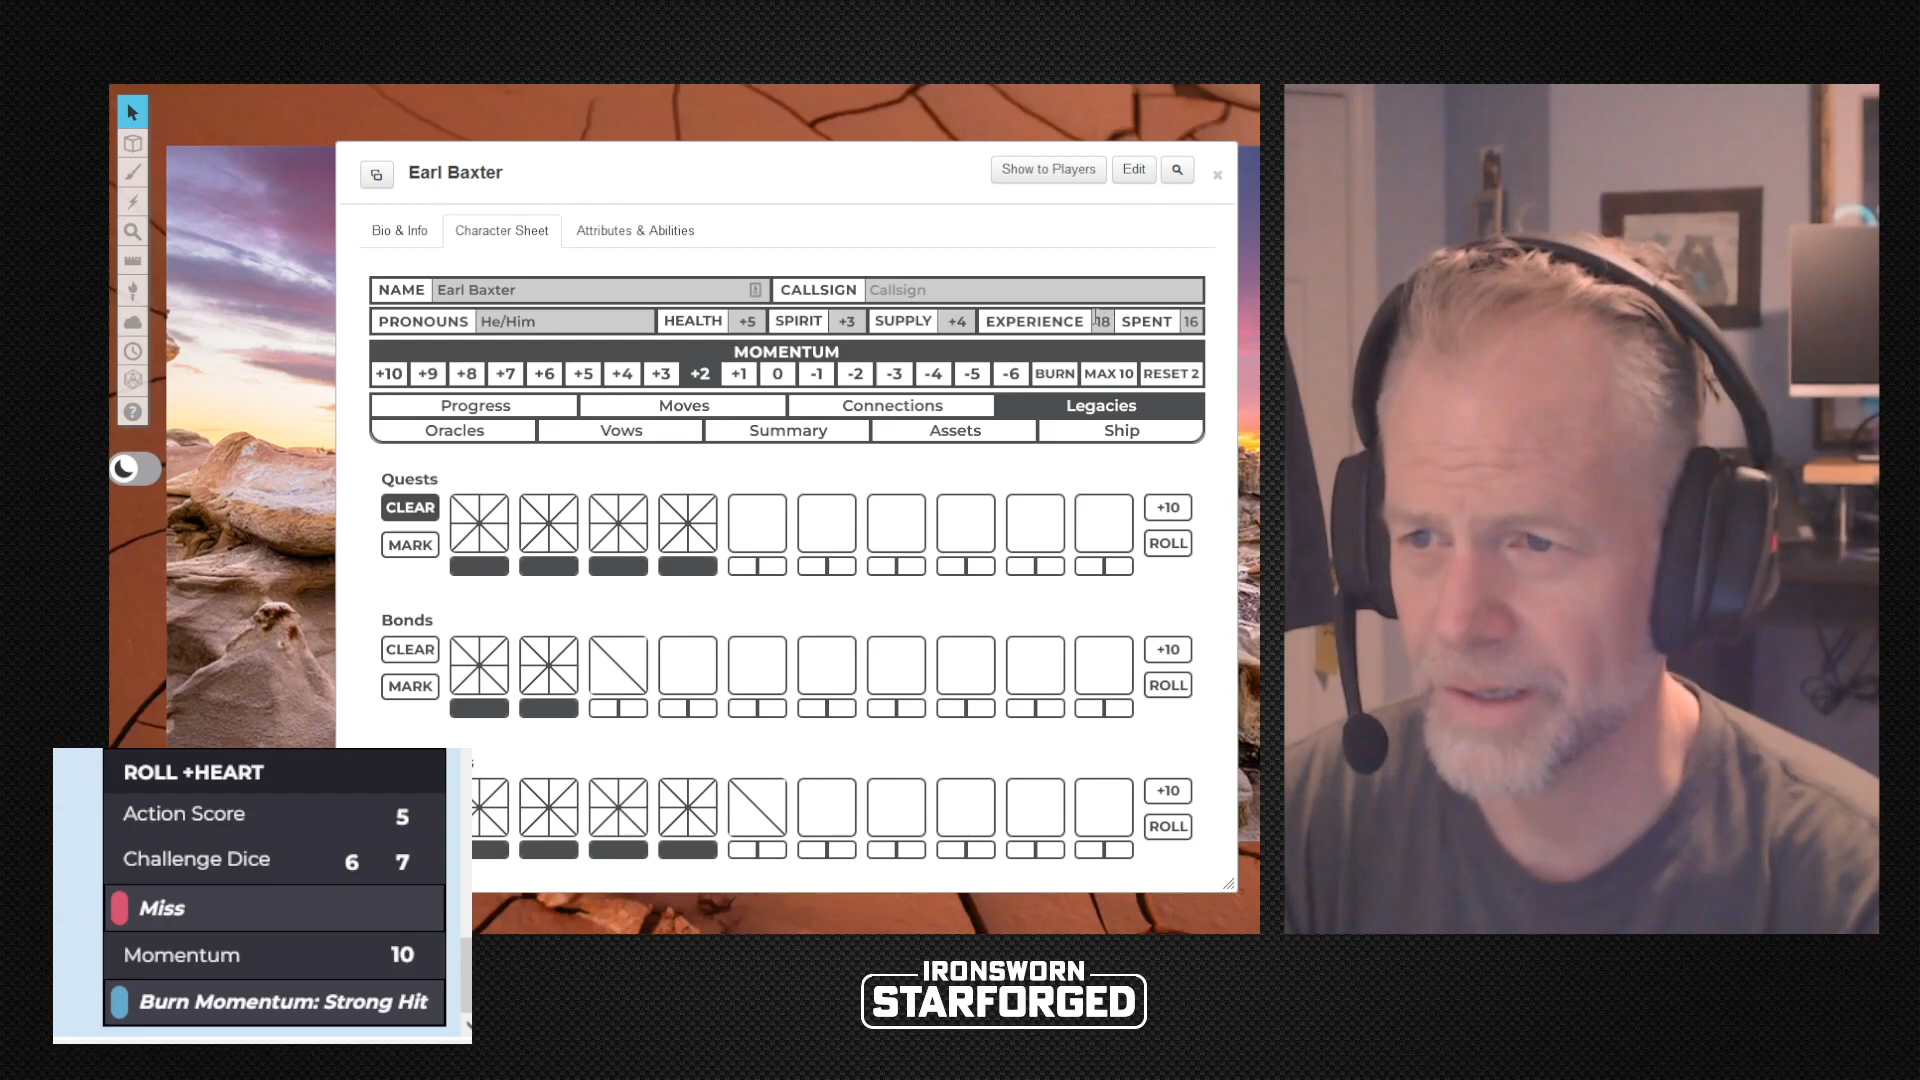 Earl Baxter
Show to Players Edit
Bio & Info Character Sheet Attributes & Abilities
NAME Earl Baxter CALLSIGN Callsign
PRONOUNS He/Him HEALTH +5 SPIRIT +3 SUPPLY +4 EXPERIENCE 18 SPENT 16
MOMENTUM
+10 +9 +8 +7 +6 +5 +4 +3 +2 +1 0 -1 -2 -3 -4 -5 -6 BURN MAX 10 RESET 2
Progress Moves Connections Legacies
Oracles Vows Summary Assets Ship
Quests
CLEAR +10
MARK ROLL
Bonds
CLEAR +10
MARK ROLL
+10
ROLL
ROLL +HEART
Action Score 5
Challenge Dice 6 7
Miss
Momentum 10
Burn Momentum: Strong Hit
IRONSWORN
STARFORGED